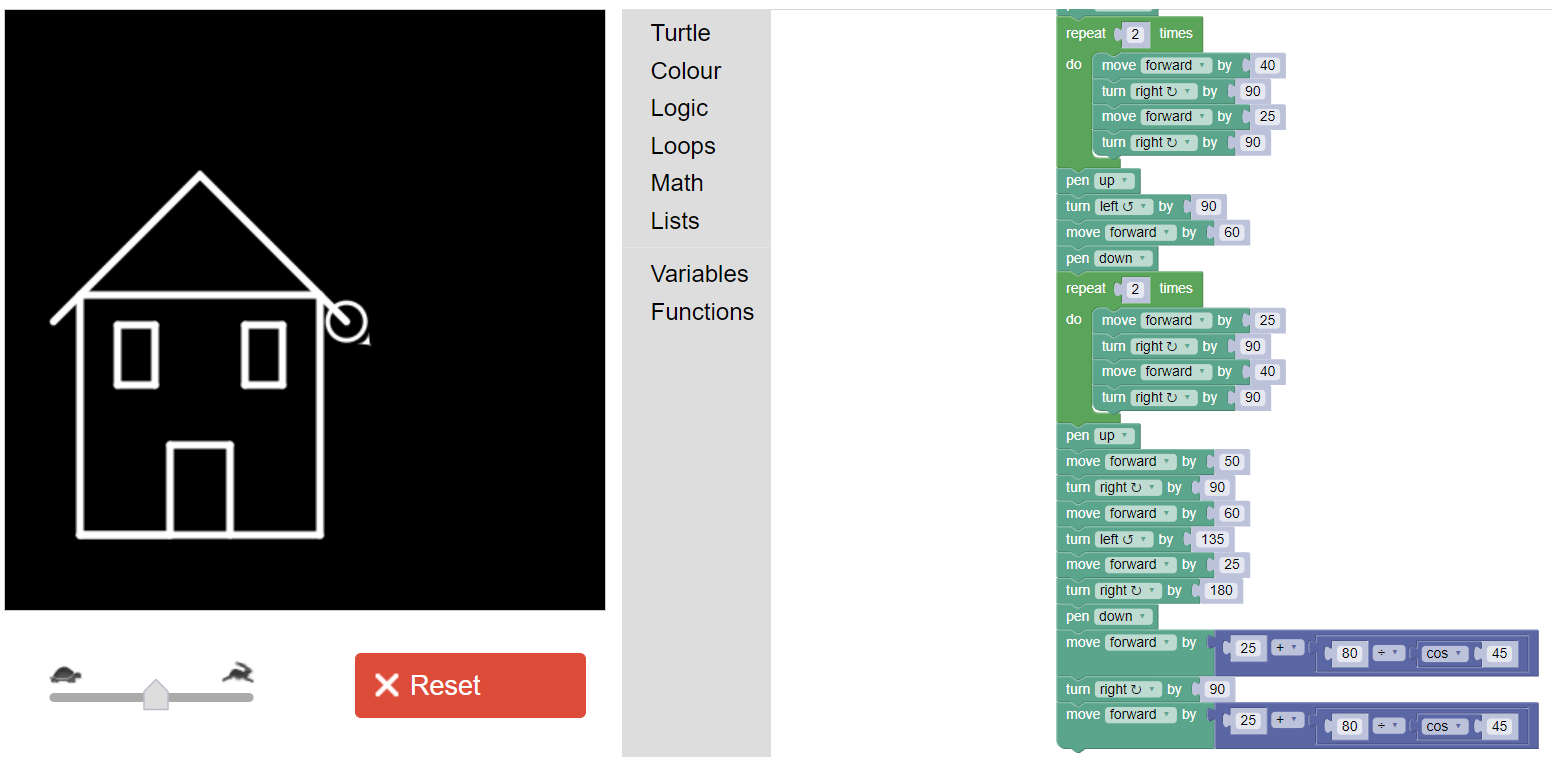 Turtle
Colour
Logic
Loops
Math
Lists
Variables
Functions
Reset
repeat 2 times
do move forward by 40
turn right ↻ by 90
move forward by 25
turn right ↻ by 90
pen up
turn left ↺ by 90
move forward by 60
pen down
repeat 2 times
do move forward by 25
turn right ↻ by 90
move forward by 40
turn right ↻ by 90
pen up
move forward by 50
turn right ↻ by 90
move forward by 60
turn left ↺ by 135
move forward by 25
turn right ↻ by 180
pen down
move forward by 25 + 80 ÷ cos 45
turn right ↻ by 90
move forward by 25 + 80 ÷ cos 45